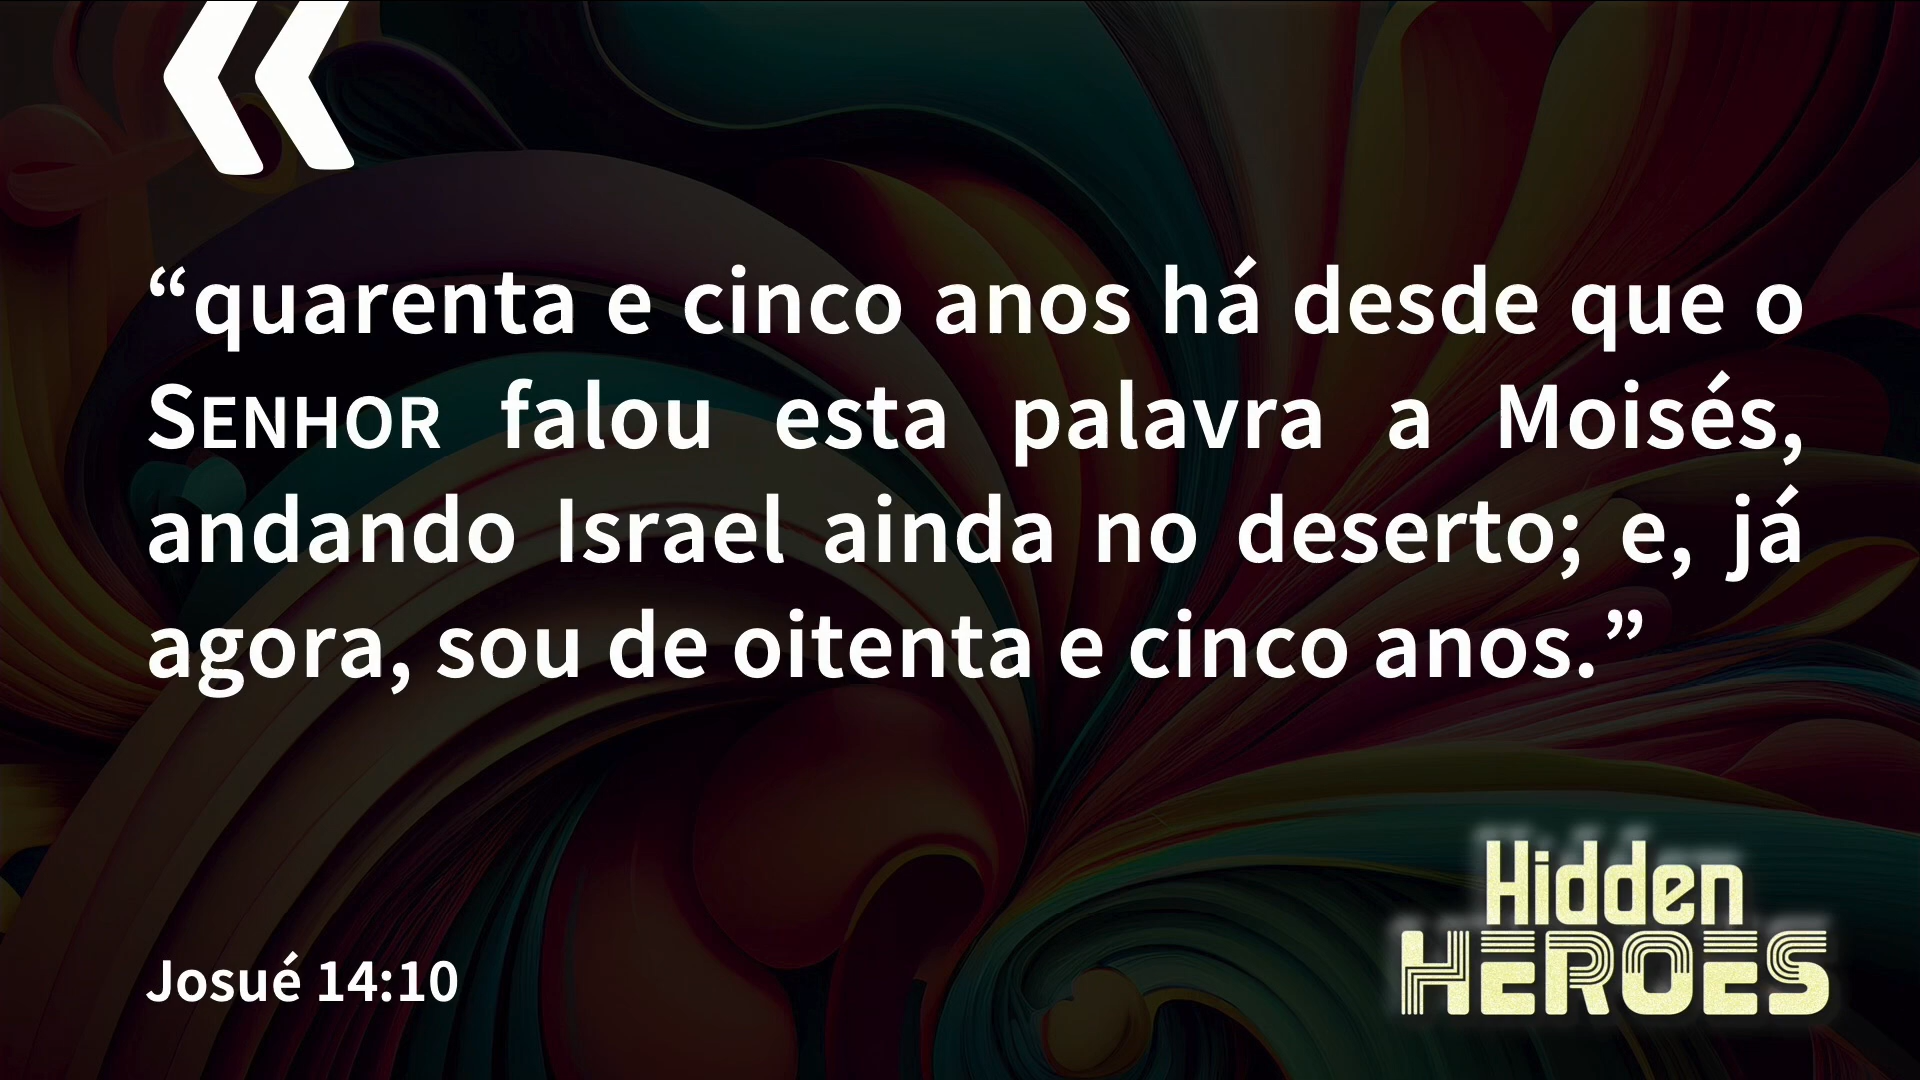 «
“quarenta e cinco anos há desde que o
SENHOR falou esta palavra a Moisés,
andando Israel ainda no deserto; e, já
agora, sou de oitenta e cinco anos.”
Hidden
HEROES
Josué 14:10